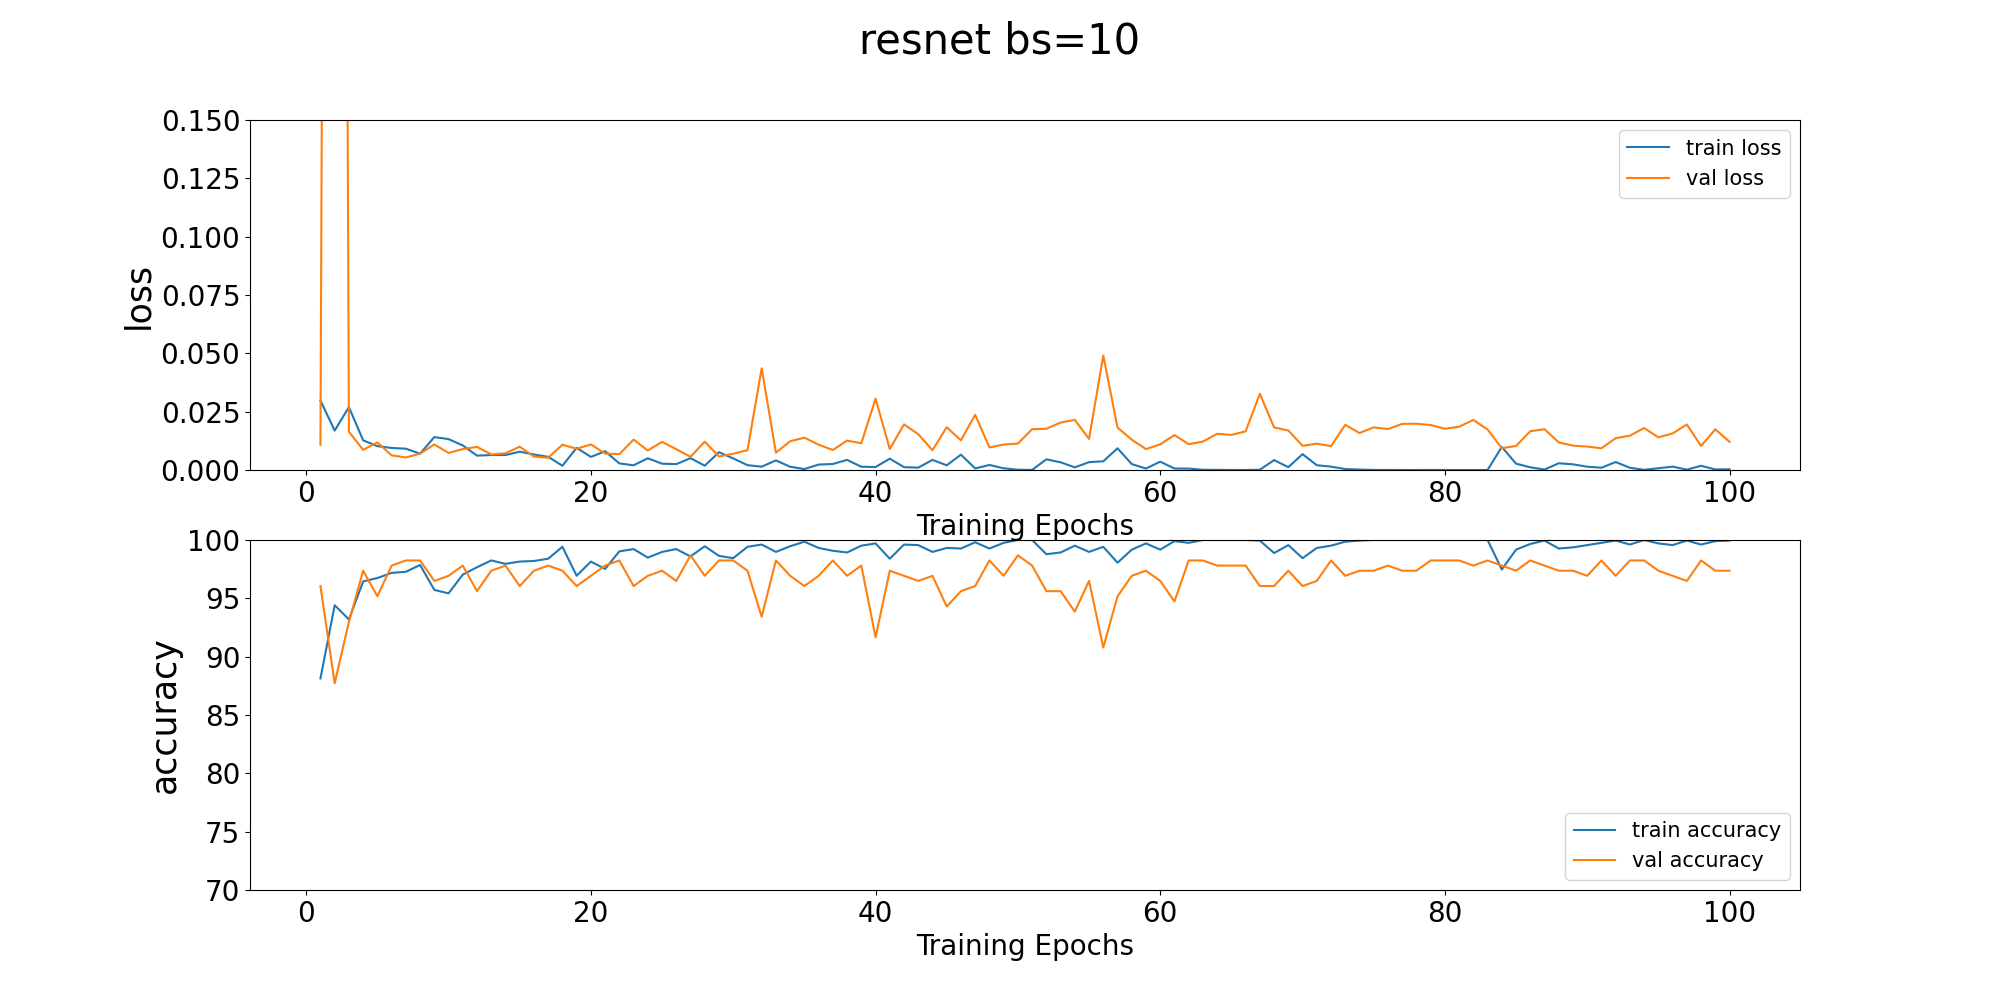 resnet bs=10
0.150
0.125
0.100
0.075
0.050
0.025
0.000
loss
train loss
val loss
0 20 40 60 80 100
Training Epochs
100
95
90
85
80
75
70
accuracy
train accuracy
val accuracy
0 20 40 60 80 100
Training Epochs